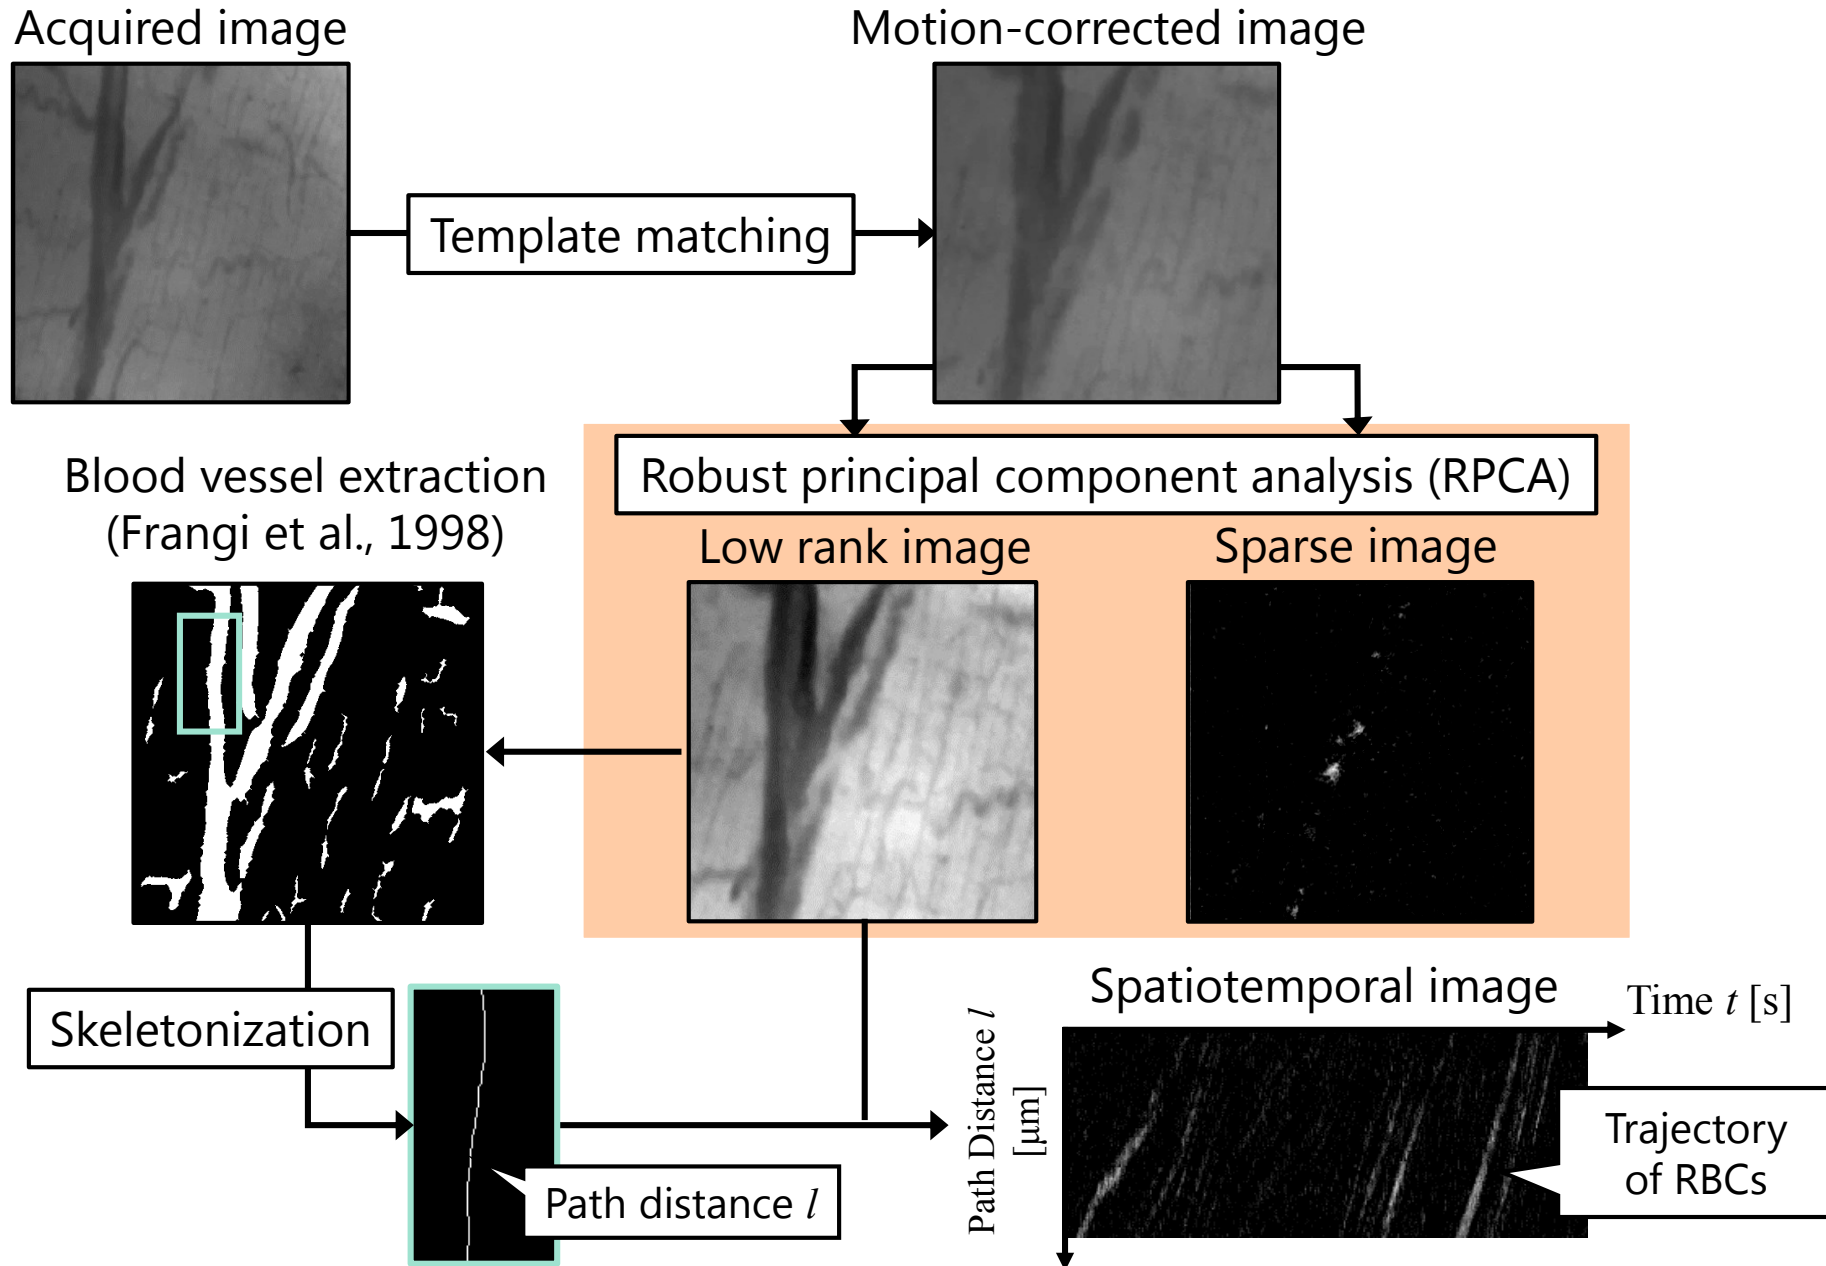 Acquired image
Motion-corrected image
Template matching
Robust principal component analysis (RPCA)
Blood vessel extraction
(Frangi et al., 1998)
Low rank image
Sparse image
Skeletonization
Path distance l
Spatiotemporal image
Time t [s]
Path Distance l
[μm]
Trajectory
of RBCs